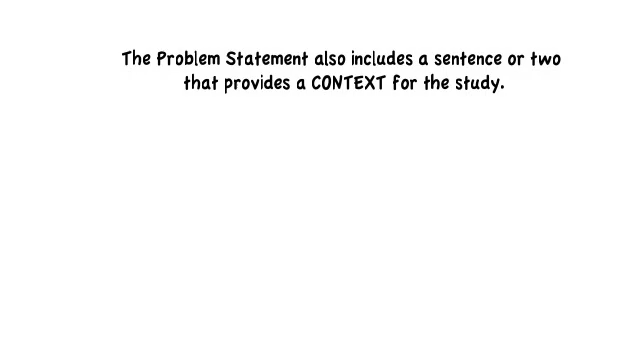 The Problem Statement also includes a sentence or two
that provides a CONTEXT for the study.